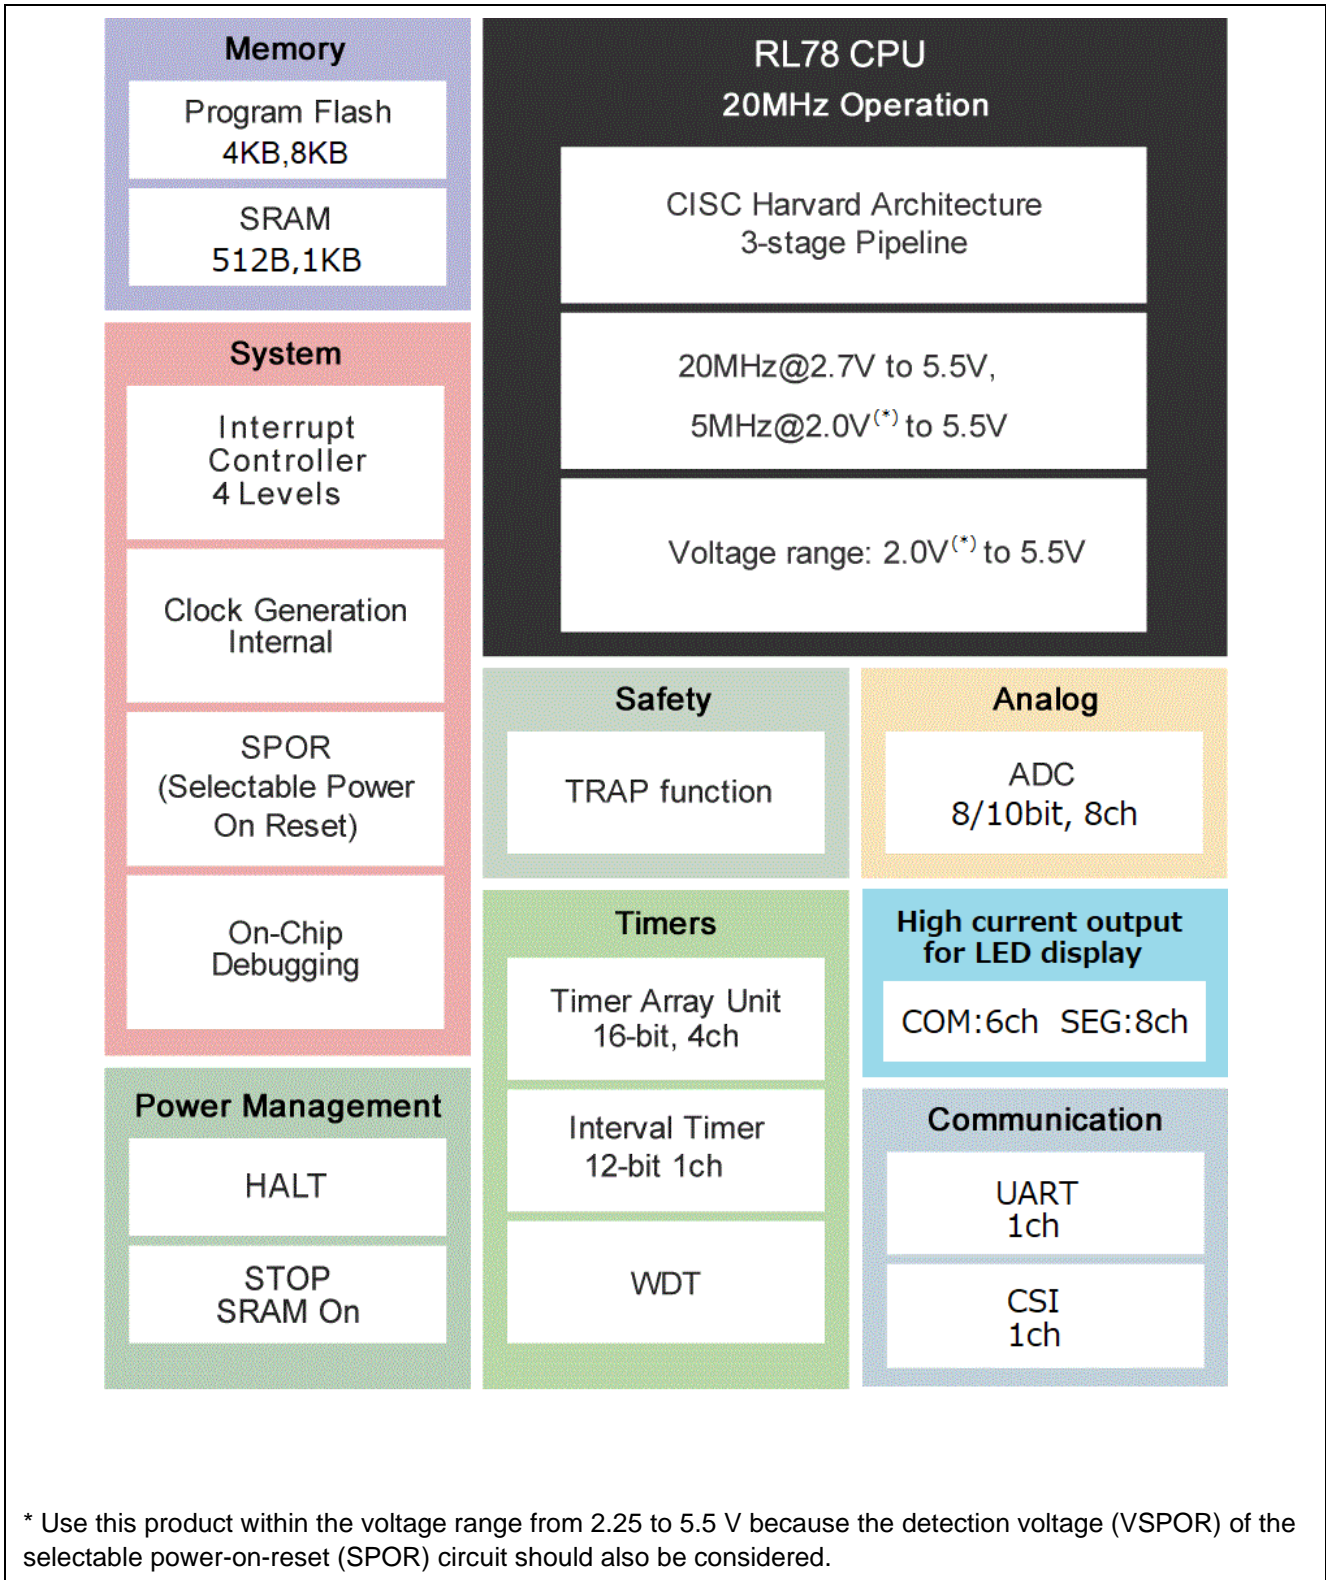 Memory
Program Flash
4KB,8KB
SRAM
512B,1KB
RL78 CPU
20MHz Operation
CISC Harvard Architecture
3-stage Pipeline
20MHz@2.7V to 5.5V,
5MHz@2.0V(*) to 5.5V
Voltage range: 2.0V(*) to 5.5V
System
Interrupt
Controller
4 Levels
Clock Generation
Internal
SPOR
(Selectable Power
On Reset)
On-Chip
Debugging
Safety
TRAP function
Analog
ADC
8/10bit, 8ch
Timers
Timer Array Unit
16-bit, 4ch
Interval Timer
12-bit 1ch
WDT
High current output
for LED display
COM:6ch SEG:8ch
Power Management
HALT
STOP
SRAM On
Communication
UART
1ch
CSI
1ch
* Use this product within the voltage range from 2.25 to 5.5 V because the detection voltage (VSPOR) of the
selectable power-on-reset (SPOR) circuit should also be considered.